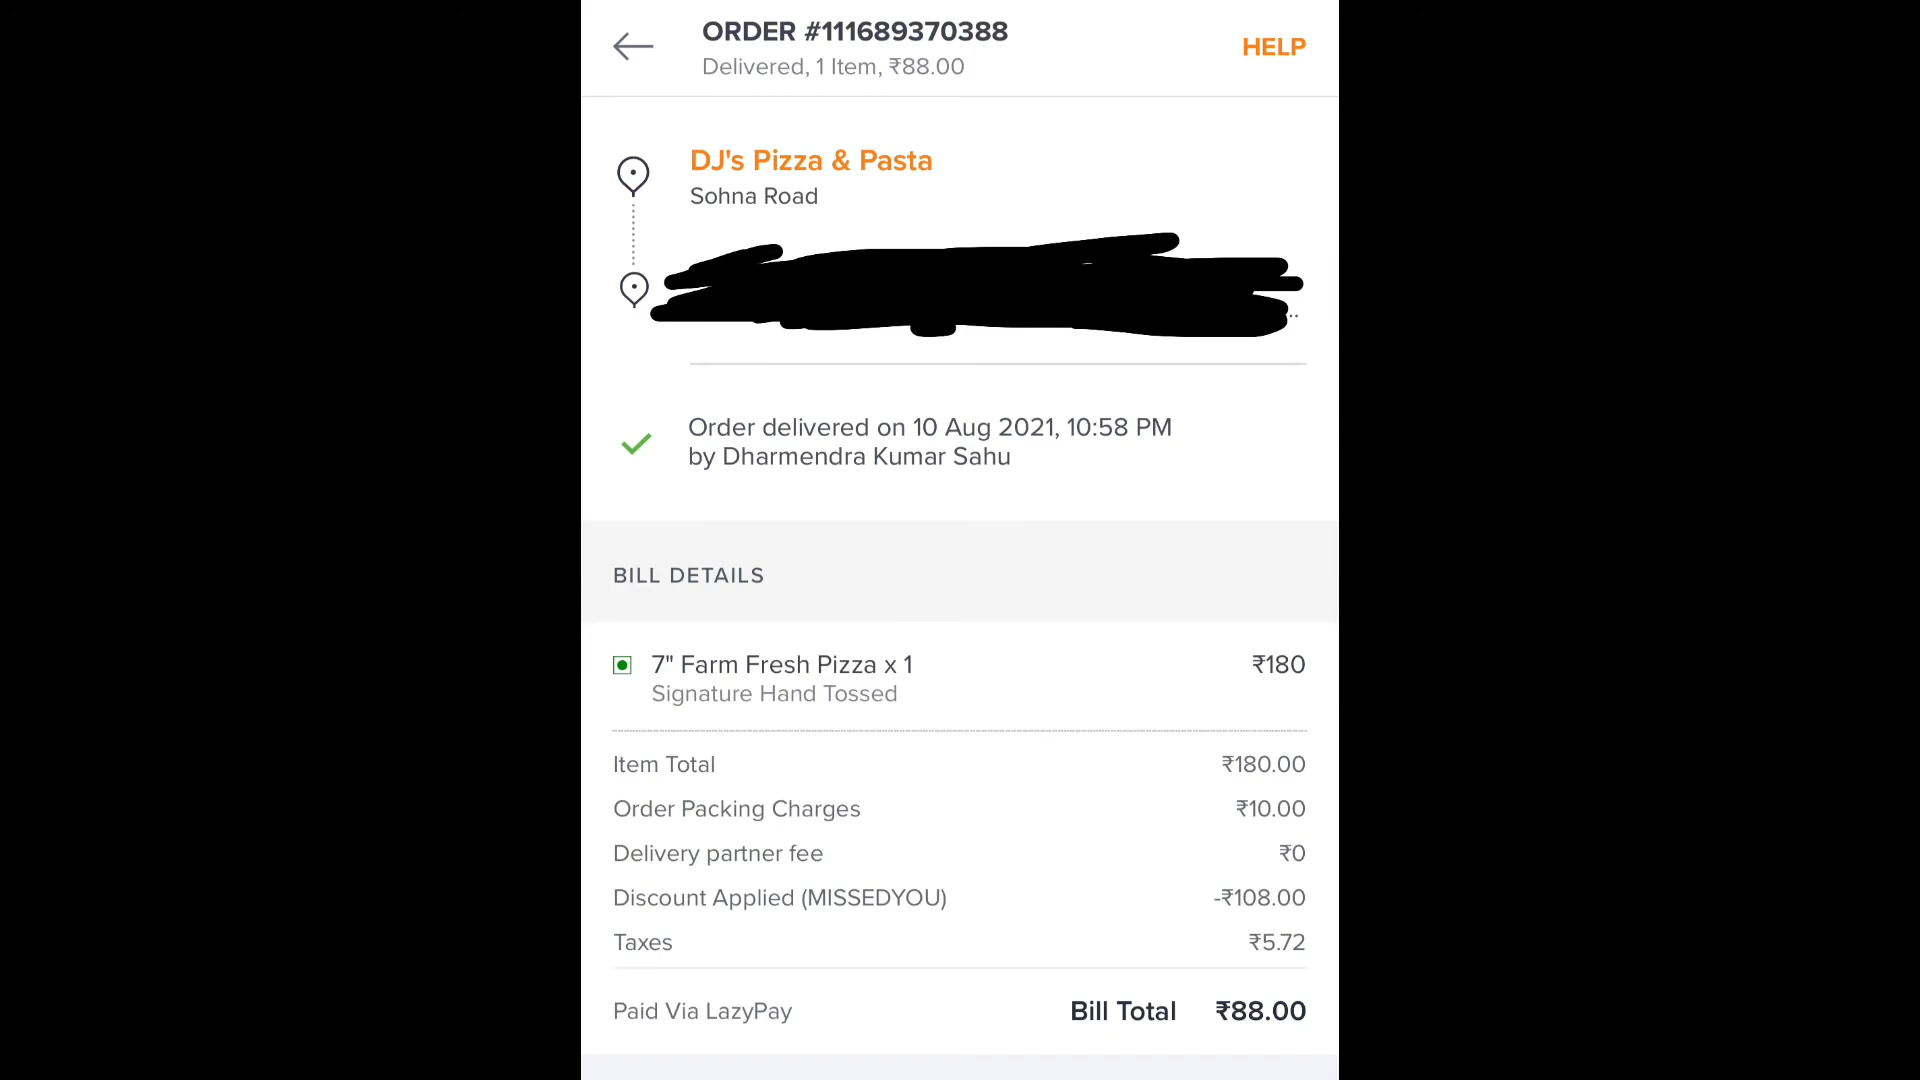 ORDER #111689370388
HELP
Delivered, 1 Item, ₹88.00
DJ's Pizza & Pasta
Sohna Road
..
Order delivered on 10 Aug 2021, 10:58 PM
by Dharmendra Kumar Sahu
BILL DETAILS
7" Farm Fresh Pizza x 1 ₹180
Signature Hand Tossed
Item Total ₹180.00
Order Packing Charges ₹10.00
Delivery partner fee ₹0
Discount Applied (MISSEDYOU) -₹108.00
Taxes ₹5.72
Paid Via LazyPay Bill Total ₹88.00